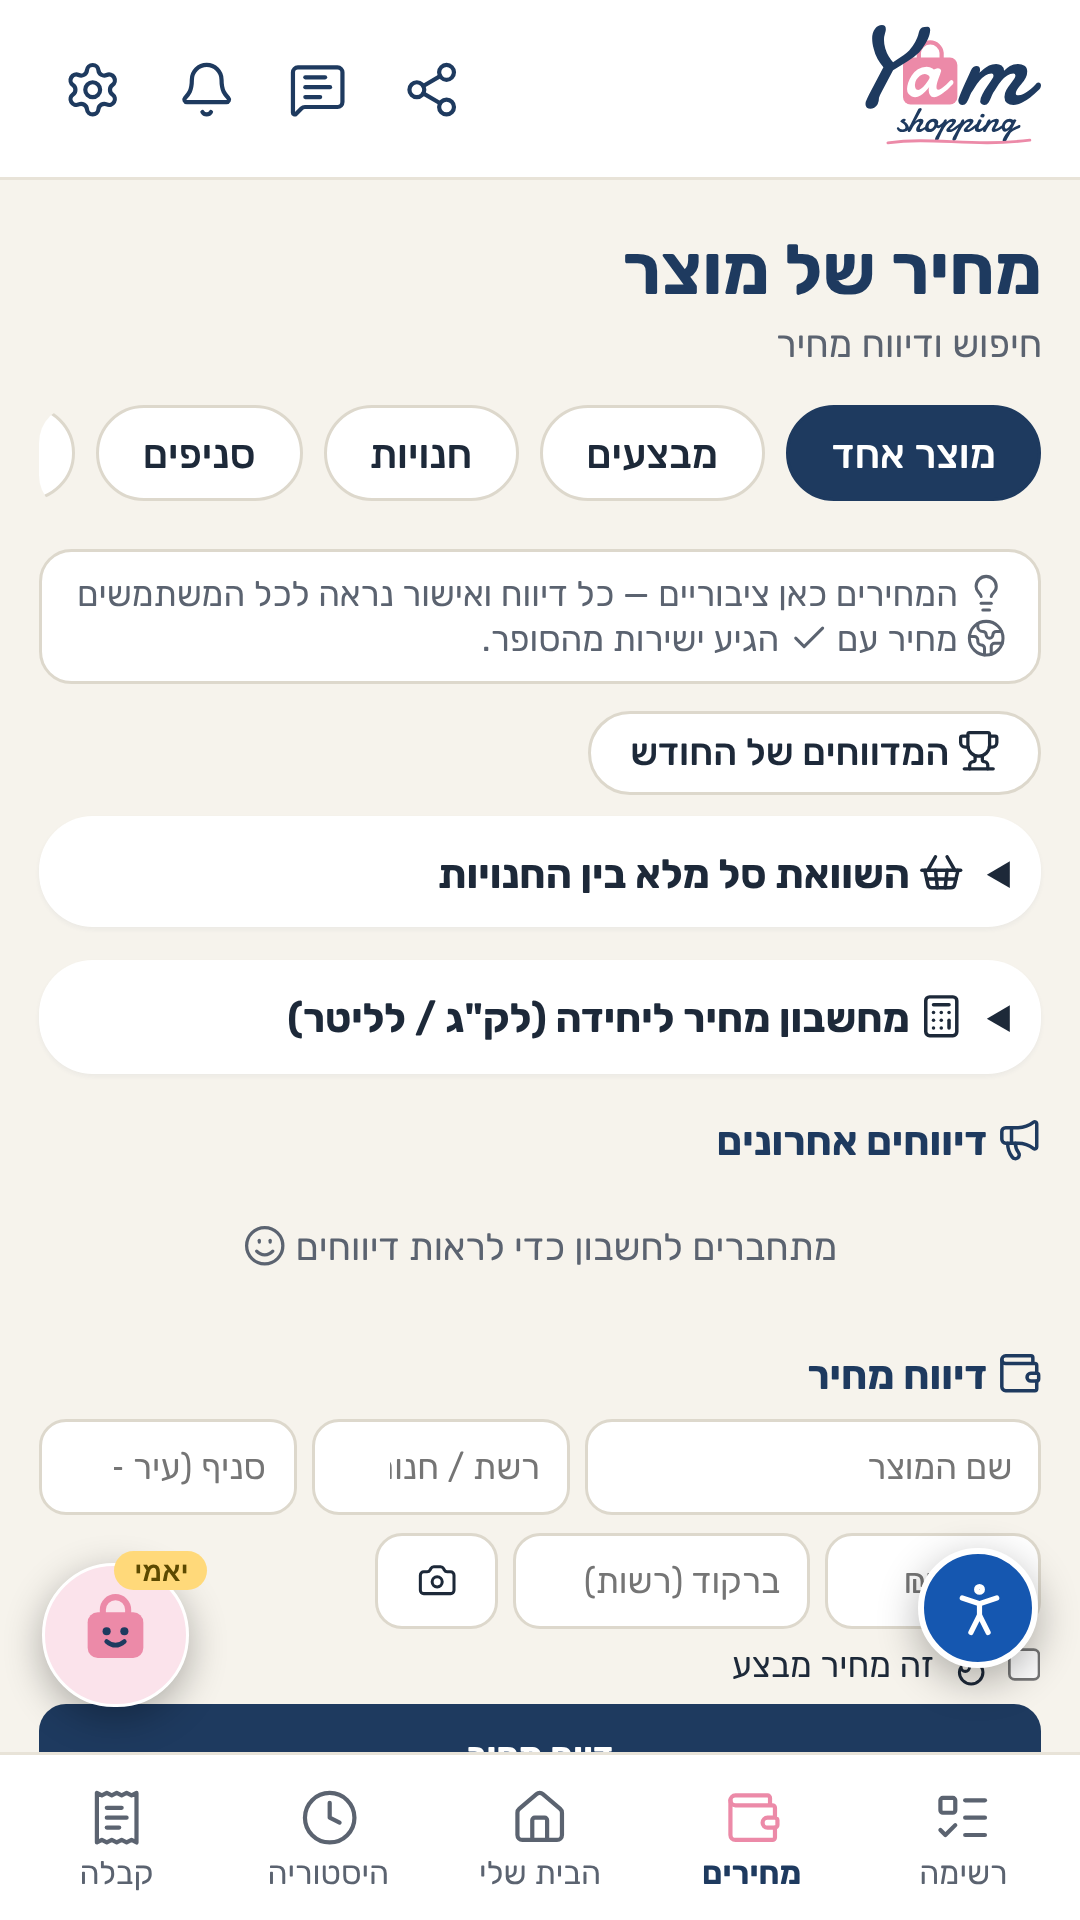 Yam
shopping
מחיר של מוצר
חיפוש ודיווח מחיר
מוצר אחד
מבצעים
חנויות
סניפים
המחירים כאן ציבוריים – כל דיווח ואישור נראה לכל המשתמשים
מחיר עם ✓ הגיע ישירות מהסופר.
המדווחים של החודש
השוואת סל מלא בין החנויות
מחשבון מחיר ליחידה (לק"ג / לליטר)
דיווחים אחרונים
מתחברים לחשבון כדי לראות דיווחים
דיווח מחיר
שם המוצר
רשת / חנו
סניף (עיר -
ברקוד (רשות)
יאמי
זה מחיר מבצע
רשימה
מחירים
הבית שלי
היסטוריה
קבלה